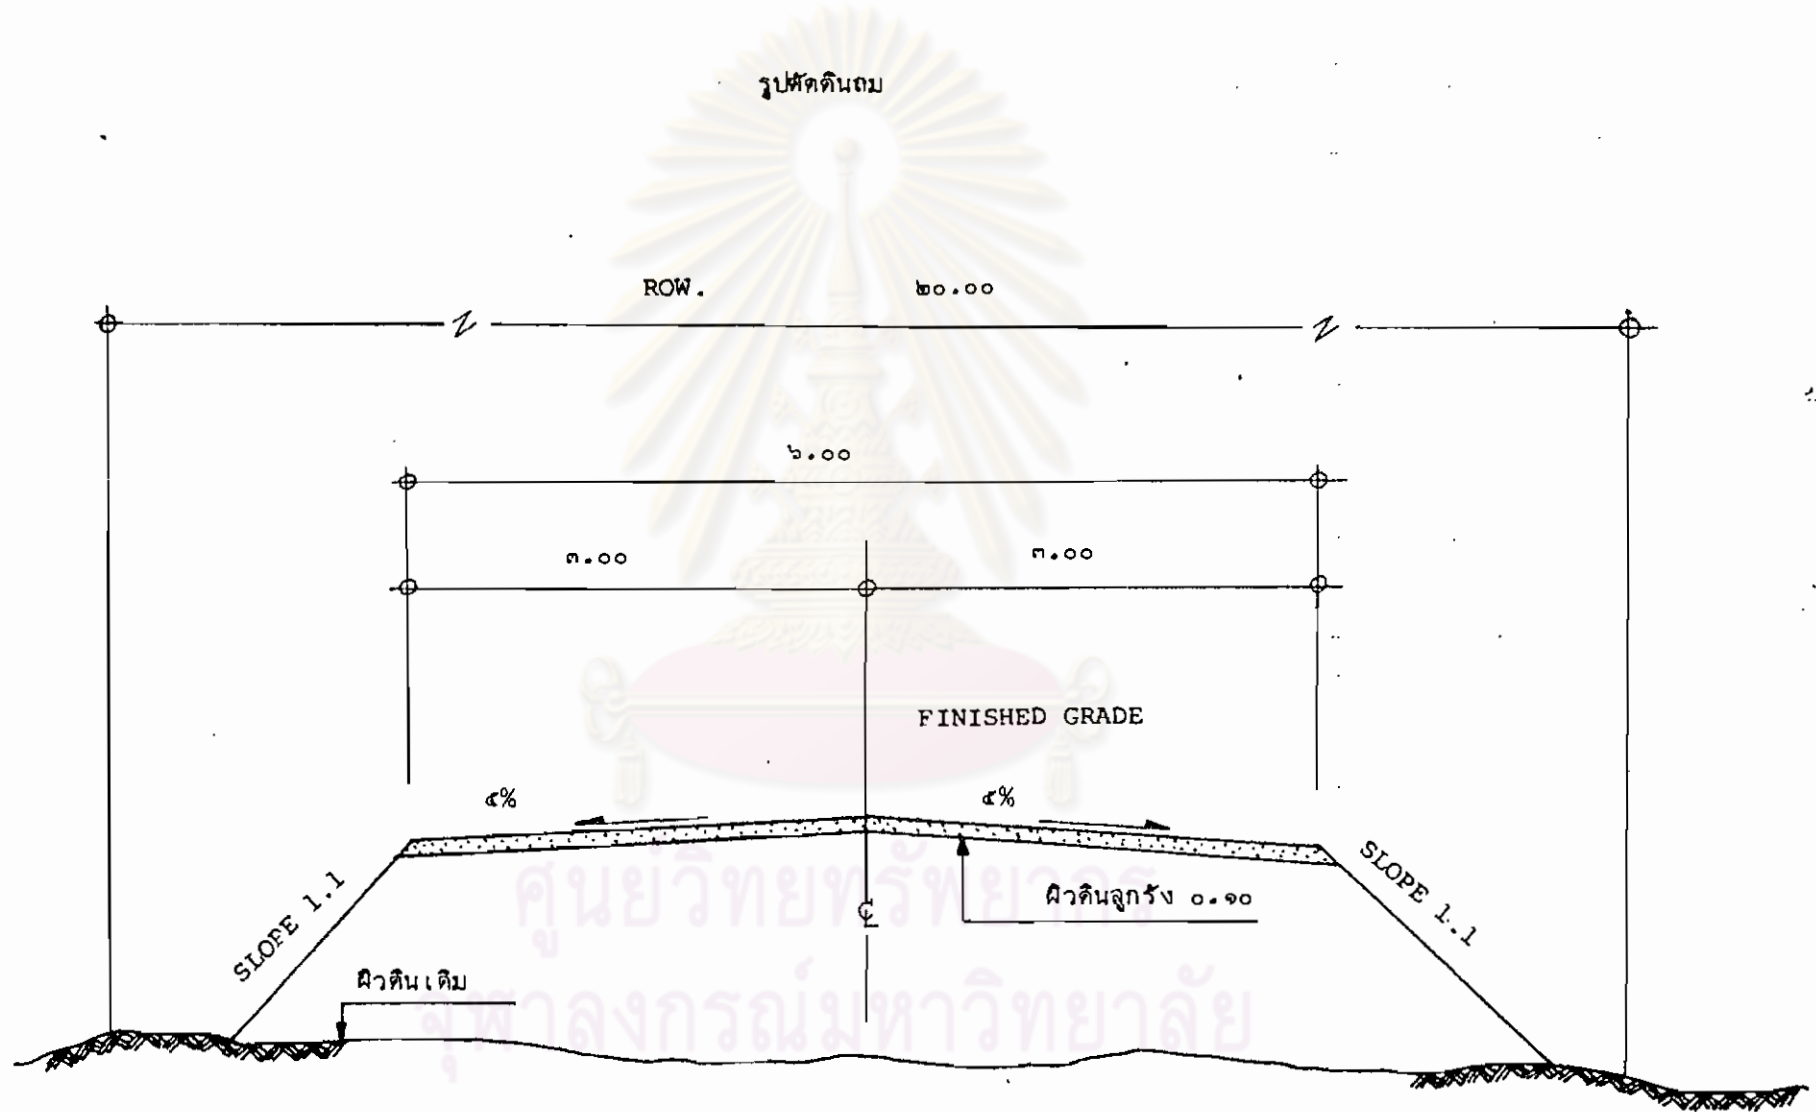 รูปตัดดินถม
ROW. ๒๐.๐๐
๖.๐๐
๓.๐๐ ๓.๐๐
FINISHED GRADE
๕% ๕%
SLOPE 1.1
SLOPE 1.1
ผิวดินลูกรัง ๐.๑๐
℄
ผิวดินเดิม
ศูนย์วิทยทรัพยากร
จุฬาลงกรณ์มหาวิทยาลัย